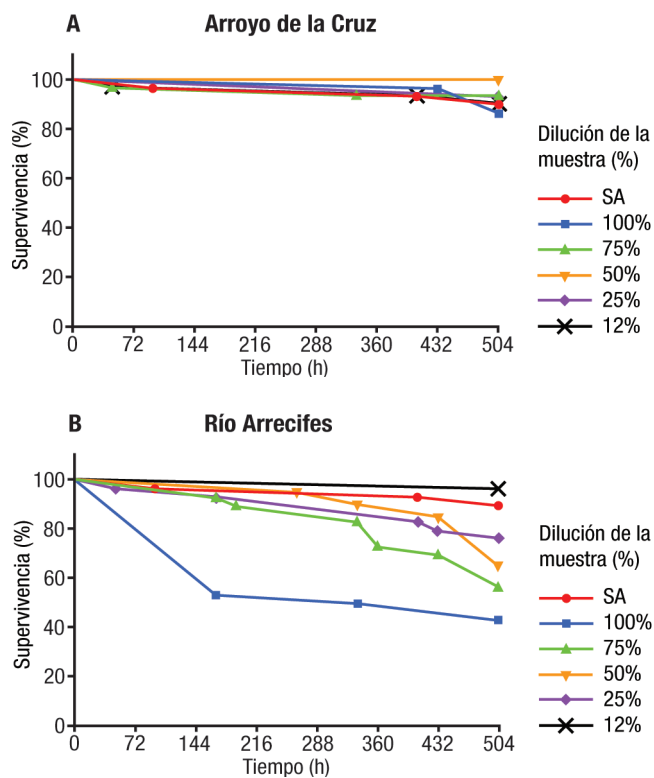 A Arroyo de la Cruz
100
80
60
40
20
0
Supervivencia (%)
0 72 144 216 288 360 432 504
Tiempo (h)
Dilución de la
muestra (%)
SA
100%
75%
50%
25%
12%
B Río Arrecifes
100
80
60
40
20
0
Supervivencia (%)
0 72 144 216 288 360 432 504
Tiempo (h)
Dilución de la
muestra (%)
SA
100%
75%
50%
25%
12%